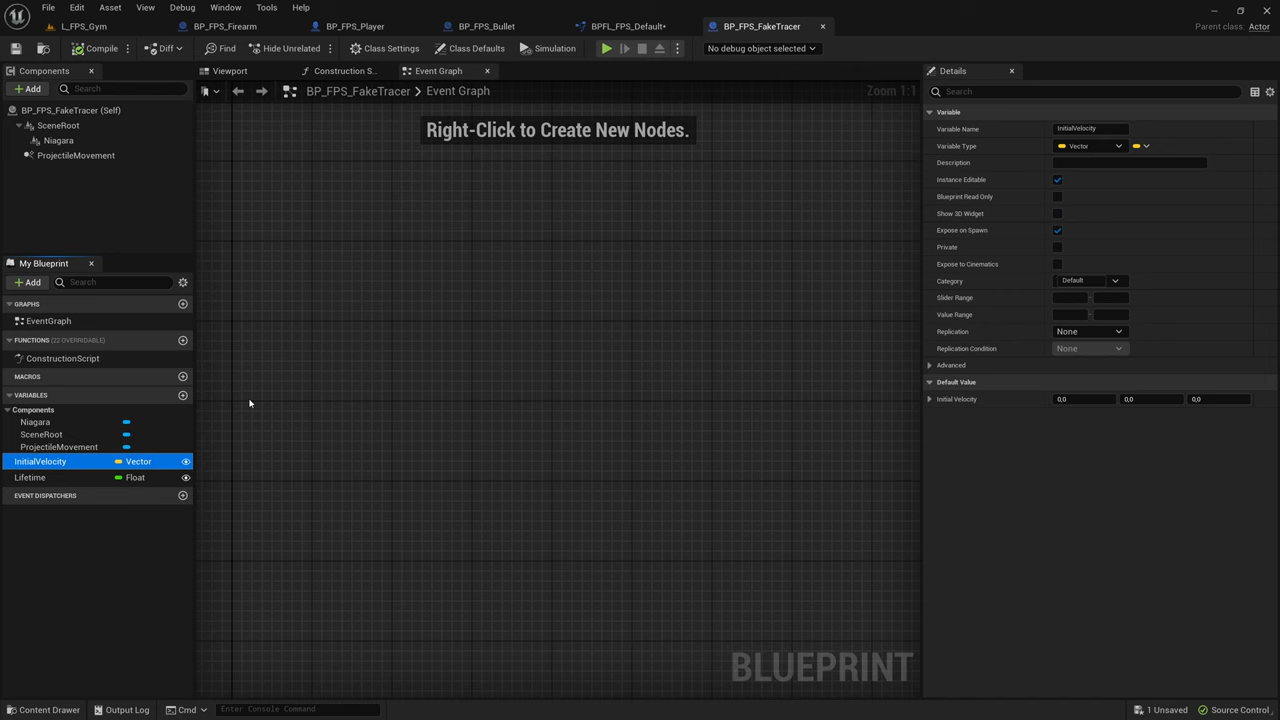 File Edit Asset View Debug Window Tools Help
L_FPS_Gym BP_FPS_Firearm BP_FPS_Player BP_FPS_Bullet BPFL_FPS_Default* BP_FPS_FakeTracer
Parent class: Actor
Compile Diff Find Hide Unrelated Class Settings Class Defaults Simulation No debug object selected
Components
Add Search
BP_FPS_FakeTracer (Self)
SceneRoot
Niagara
ProjectileMovement
My Blueprint
Add Search
GRAPHS
EventGraph
FUNCTIONS (22 OVERRIDABLE)
ConstructionScript
MACROS
VARIABLES
Components
Niagara
SceneRoot
ProjectileMovement
InitialVelocity Vector
Lifetime Float
EVENT DISPATCHERS
Viewport Construction S... Event Graph
BP_FPS_FakeTracer > Event Graph Zoom 1:1
Right-Click to Create New Nodes.
BLUEPRINT
Details
Search
Variable
Variable Name InitialVelocity
Variable Type Vector
Description
Instance Editable
Blueprint Read Only
Show 3D Widget
Expose on Spawn
Private
Expose to Cinematics
Category Default
Slider Range
Value Range
Replication None
Replication Condition None
Advanced
Default Value
Initial Velocity 0,0 0,0 0,0
Content Drawer Output Log Cmd Enter Console Command 1 Unsaved Source Control